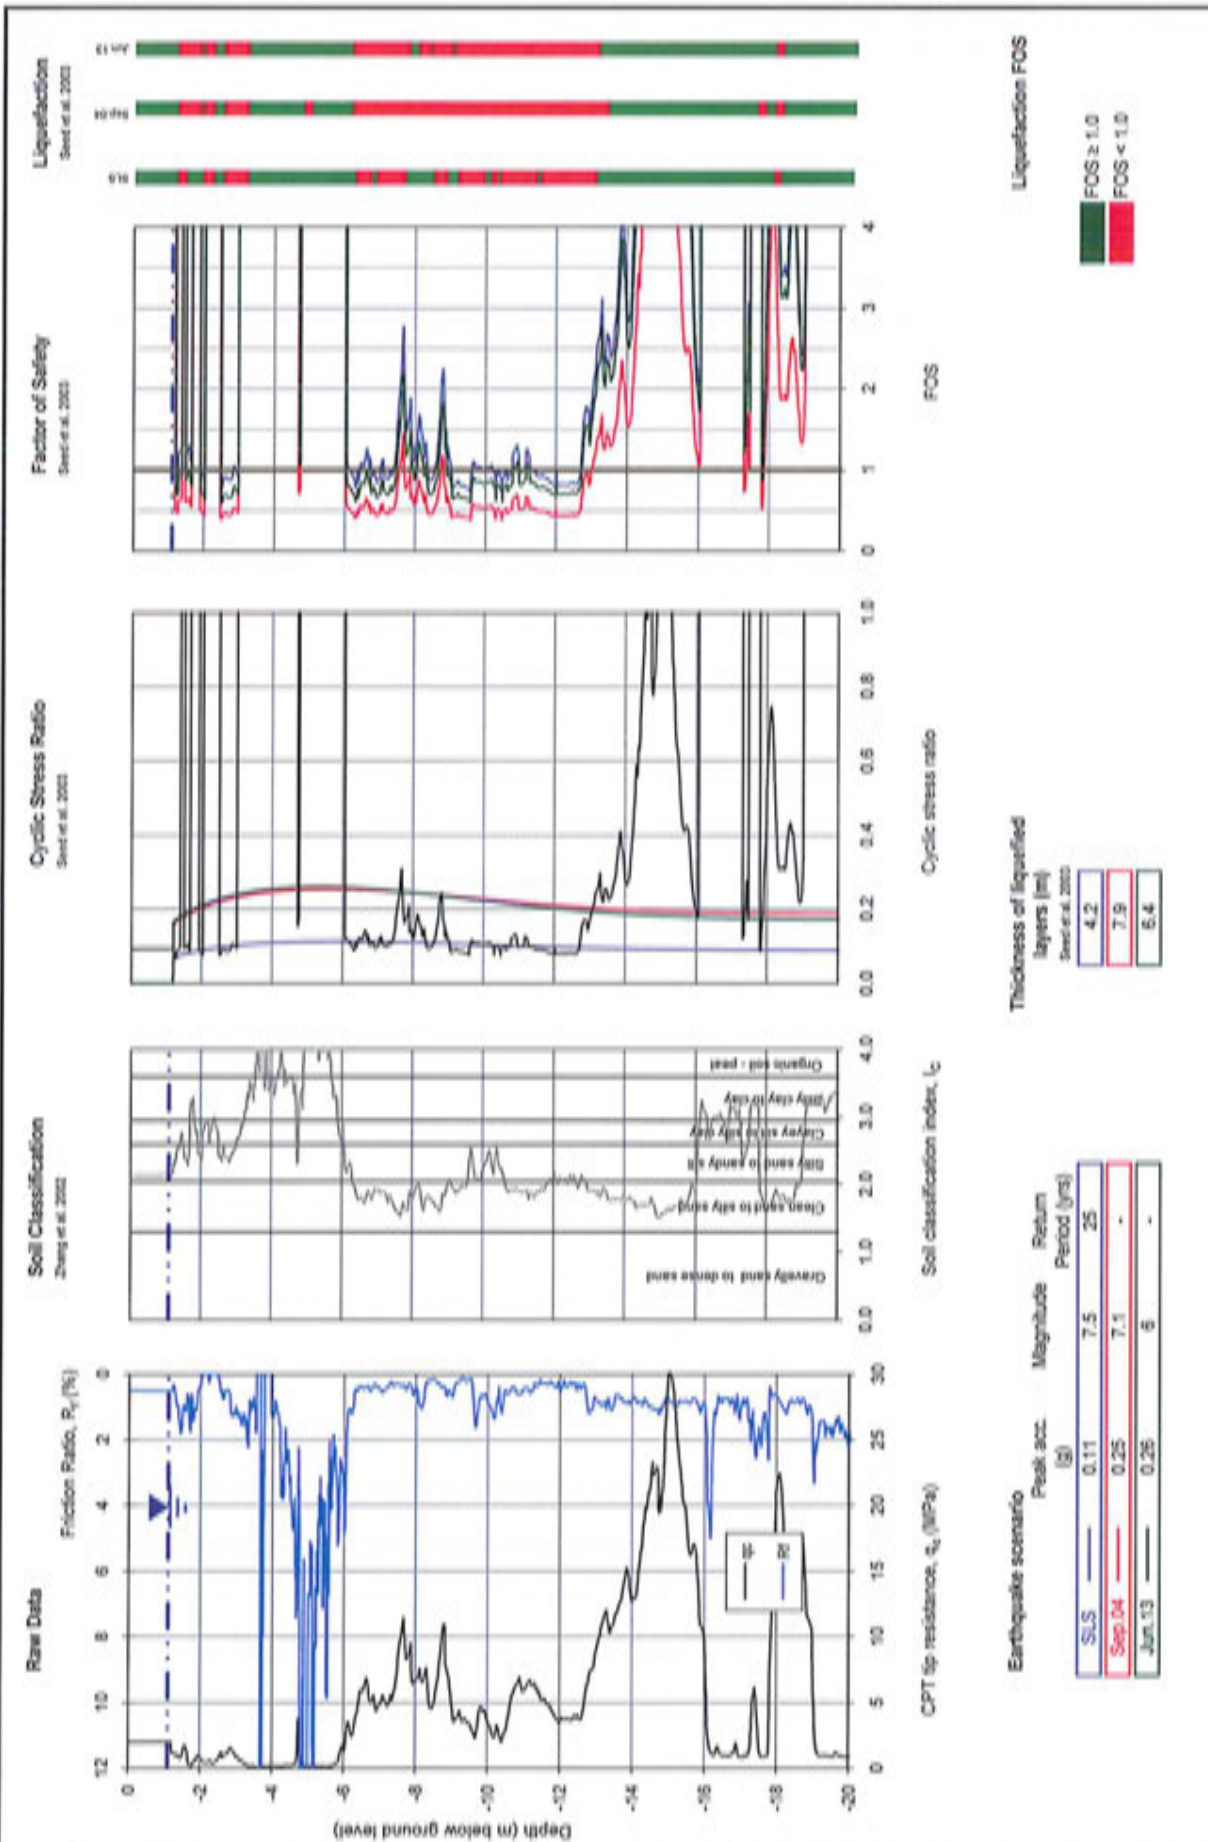 Raw Data
Friction Ratio, Rf (%)
0
2
4
6
8
10
12
0
-2
-4
-6
-8
-10
-12
-14
-16
-18
-20
Depth (m below ground level)
0
5
10
15
20
25
30
CPT tip resistance, qc (MPa)
qc
Rf
Soil Classification
Zhang et al. 2002
Gravelly sand to dense sand
Clean sand to silty sand
Silty sand to sandy silt
Clayey silt to silty clay
Silty clay to clay
Organic soil - peat
0.0
1.0
2.0
3.0
4.0
Soil classification index, IC
Cyclic Stress Ratio
Seed et al. 2003
0.0
0.2
0.4
0.6
0.8
1.0
Cyclic stress ratio
Factor of Safety
Seed et al. 2003
0
1
2
3
4
FOS
Liquefaction
Seed et al. 2003
SLS
Sep.04
Jun.13
Earthquake scenario
Peak acc. (g)
Magnitude
Return Period (yrs)
SLS 0.11 7.5 25
Sep.04 0.25 7.1 -
Jun.13 0.26 6 -
Thickness of liquefied
layers (m)
Seed et al. 2003
4.2
7.9
6.4
Liquefaction FOS
FOS ≥ 1.0
FOS < 1.0